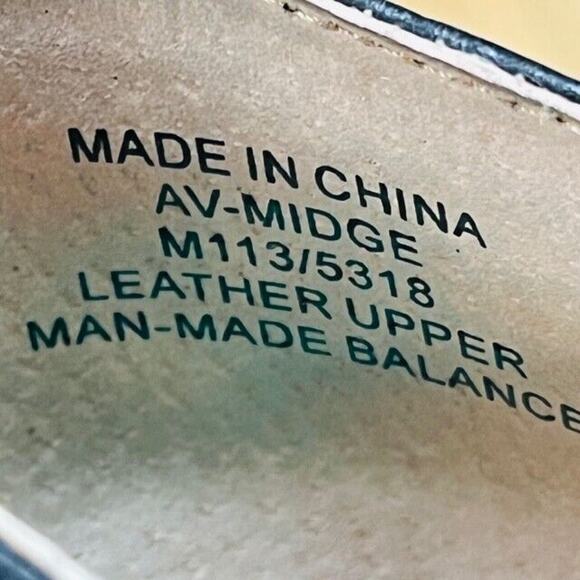 MADE IN CHINA
AV-MIDGE
M113/5318
LEATHER UPPER
MAN-MADE BALANCE